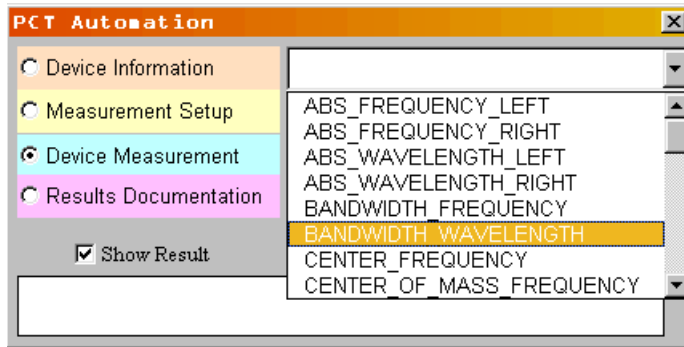 PCT Automation
Device Information
Measurement Setup
Device Measurement
Results Documentation
Show Result
ABS_FREQUENCY_LEFT
ABS_FREQUENCY_RIGHT
ABS_WAVELENGTH_LEFT
ABS_WAVELENGTH_RIGHT
BANDWIDTH_FREQUENCY
BANDWIDTH_WAVELENGTH
CENTER_FREQUENCY
CENTER_OF_MASS_FREQUENCY